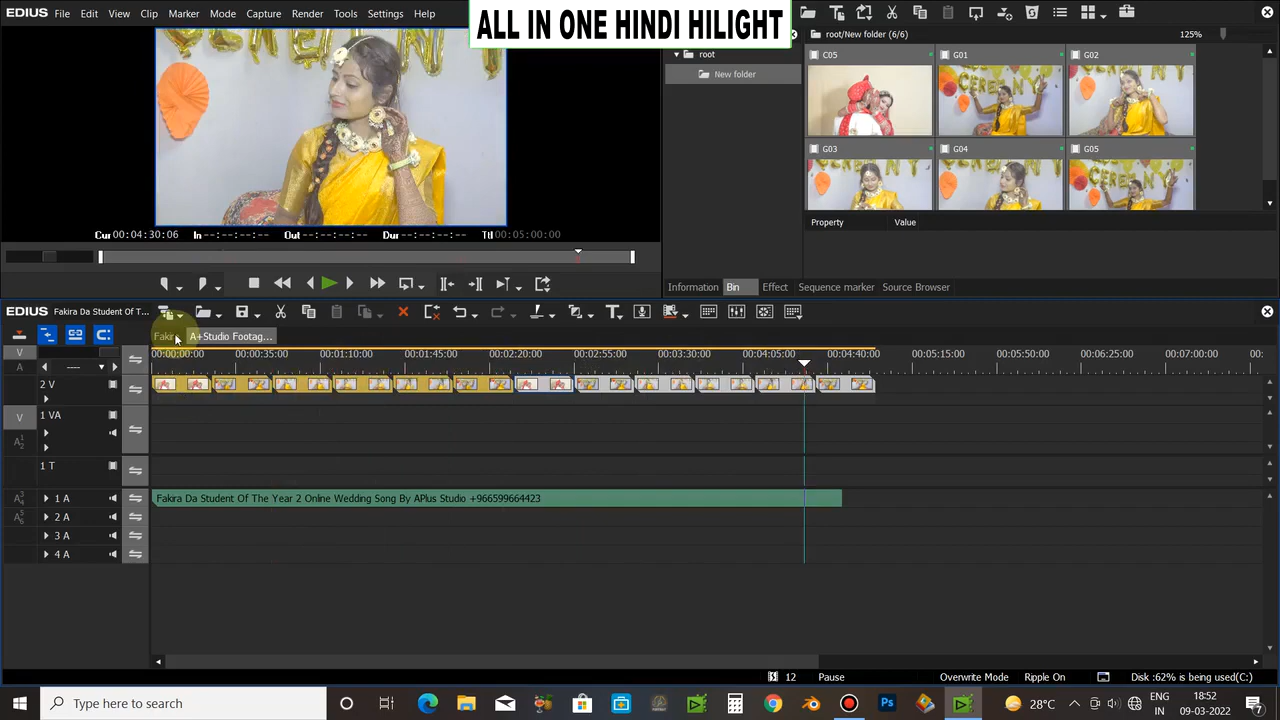 EDIUS File Edit View Clip Marker Mode Capture Render Tools Settings Help
ALL IN ONE HINDI HILIGHT
root/New folder (6/6) 125%
root
New folder
C05 G01 G02
G03 G04 G05
Property Value
Cur 00:04:30:06 In --:--:--:-- Out --:--:--:-- Dur --:--:--:-- Ttl 00:05:00:00
Information Bin Effect Sequence marker Source Browser
EDIUS Fakira Da Student Of T...
A+Studio Footag...
00:00:00:00 00:00:35:00 00:01:10:00 00:01:45:00 00:02:20:00 00:02:55:00 00:03:30:00 00:04:05:00 00:04:40:00 00:05:15:00 00:05:50:00 00:06:25:00 00:07:00:00
V
A
2 V
V 1 VA
1 T
1 A Fakira Da Student Of The Year 2 Online Wedding Song By APlus Studio +966599664423
2 A
3 A
4 A
12 Pause Overwrite Mode Ripple On Disk :62% is being used(C:)
Type here to search 28°C ENG 18:52
IN 09-03-2022